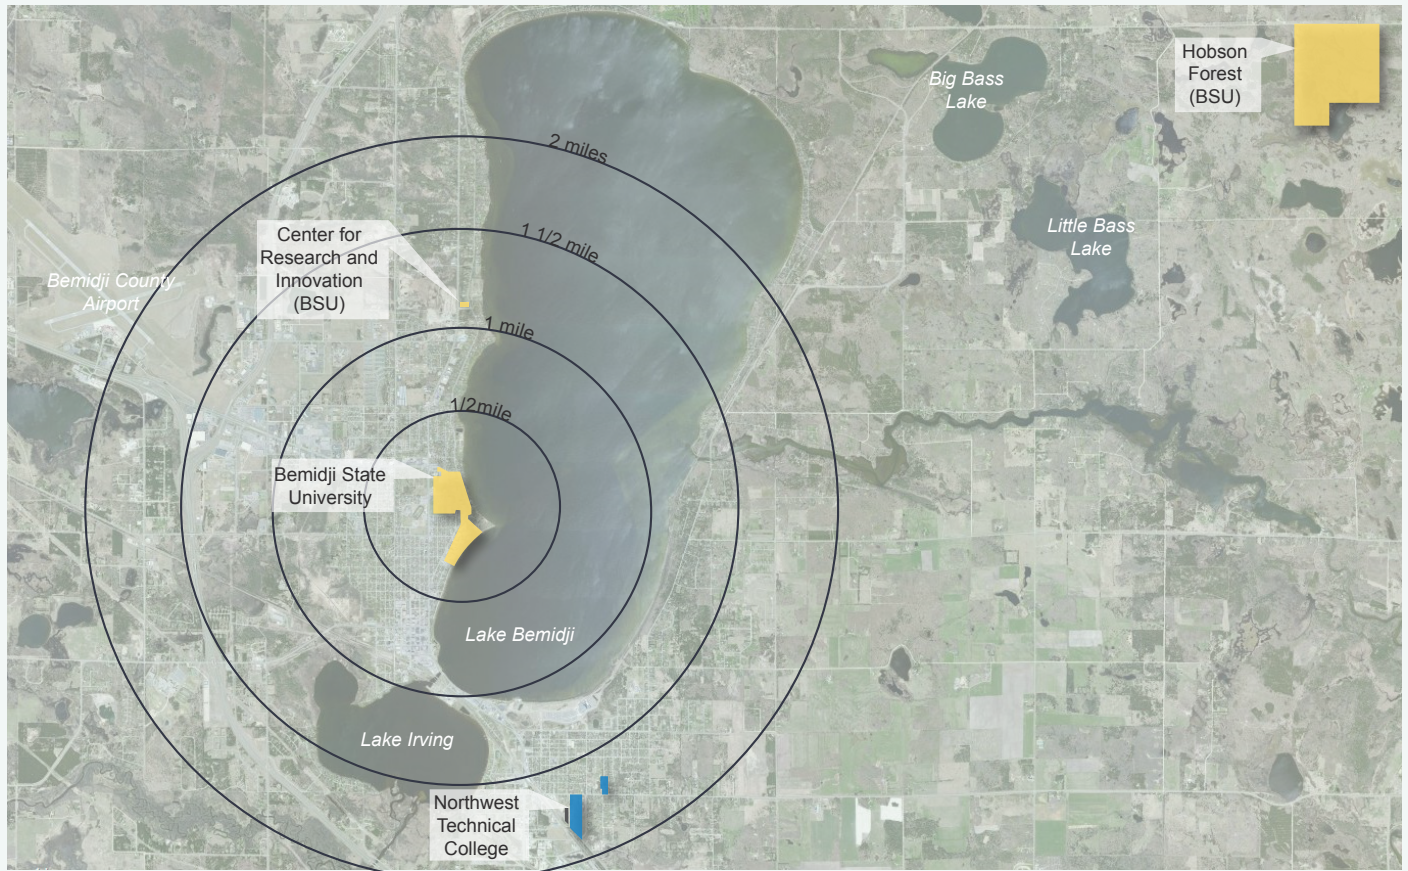 Hobson
Forest
(BSU)
Big Bass
Lake
2 miles
Little Bass
Lake
Center for
Research and
Innovation
(BSU)
1 1/2 mile
Bemidji County
Airport
1 mile
1/2mile
Bemidji State
University
Lake Bemidji
Lake Irving
Northwest
Technical
College